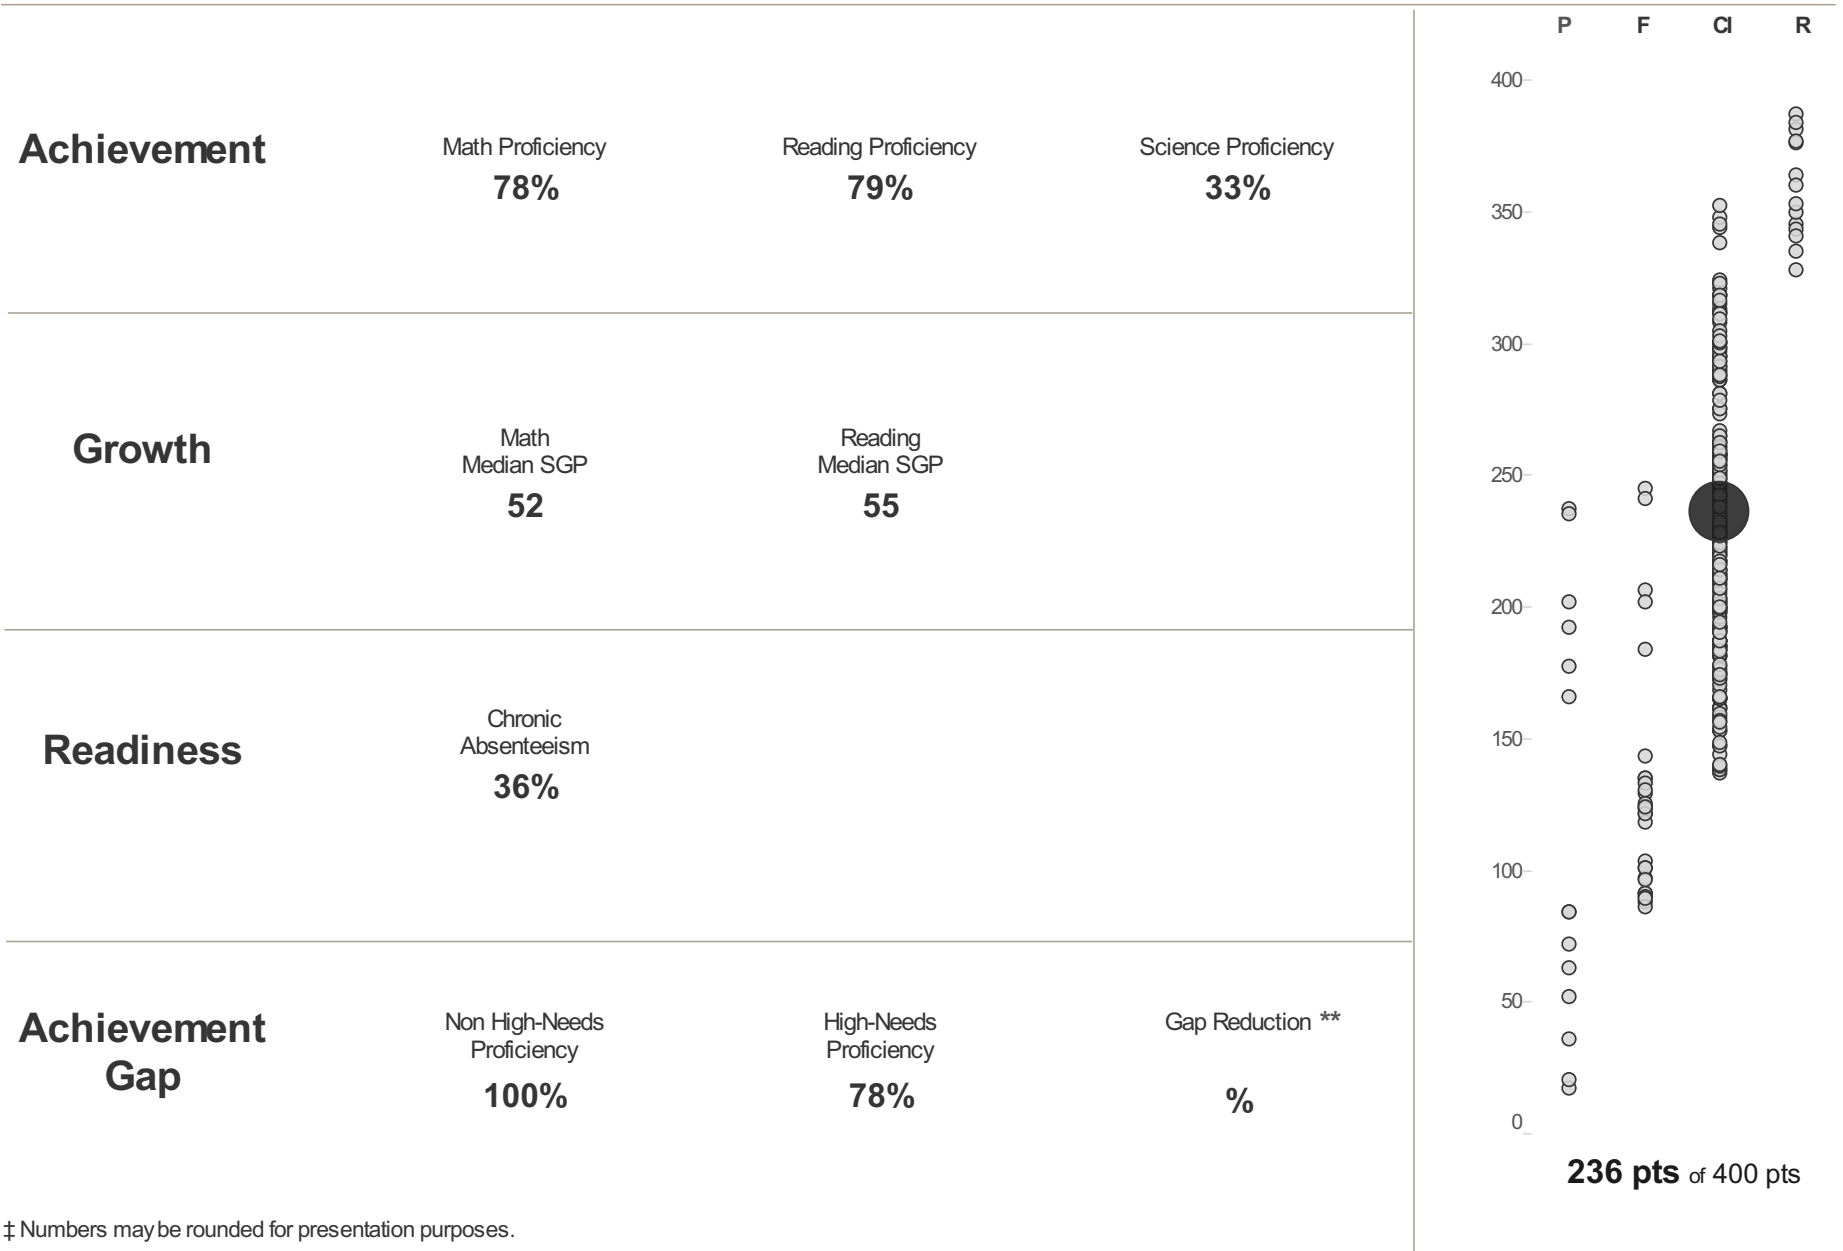 Achievement
Math Proficiency
78%
Reading Proficiency
79%
Science Proficiency
33%
Growth
Math
Median SGP
52
Reading
Median SGP
55
Readiness
Chronic
Absenteeism
36%
Achievement
Gap
Non High-Needs
Proficiency
100%
High-Needs
Proficiency
78%
Gap Reduction **
%
‡ Numbers may be rounded for presentation purposes.
P F CI R
400
350
300
250
200
150
100
50
0
236 pts of 400 pts